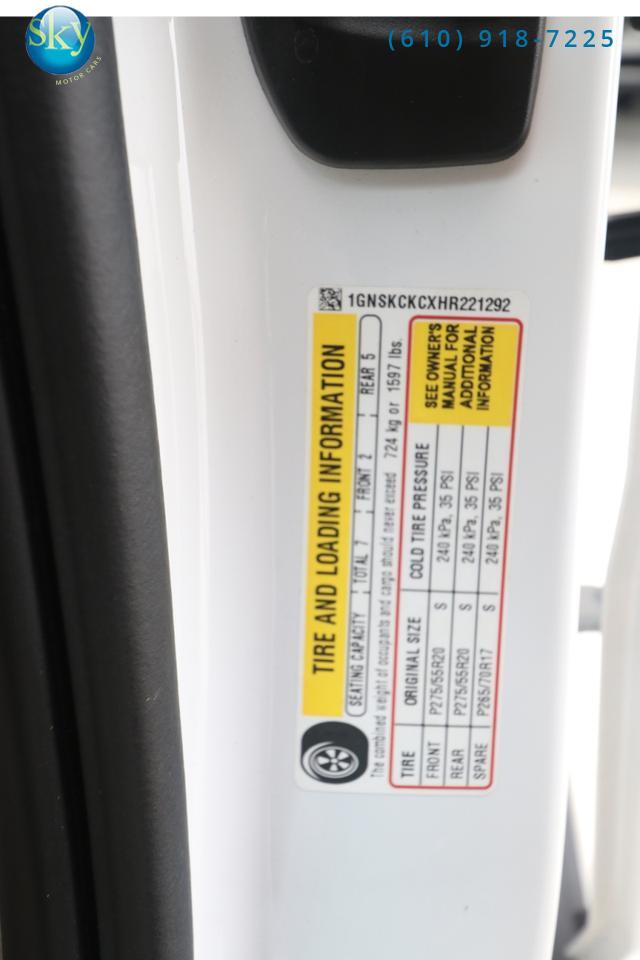 sky
MOTOR CARS
(610) 918-7225
1GNSKCKCXHR221292
TIRE AND LOADING INFORMATION
SEATING CAPACITY TOTAL 7 FRONT 2 REAR 5
The combined weight of occupants and cargo should never exceed 724 kg or 1597 lbs.
TIRE ORIGINAL SIZE COLD TIRE PRESSURE
FRONT P275/55R20 S 240 kPa, 35 PSI
REAR P275/55R20 S 240 kPa, 35 PSI
SPARE P265/70R17 S 240 kPa, 35 PSI
SEE OWNER'S
MANUAL FOR
ADDITIONAL
INFORMATION